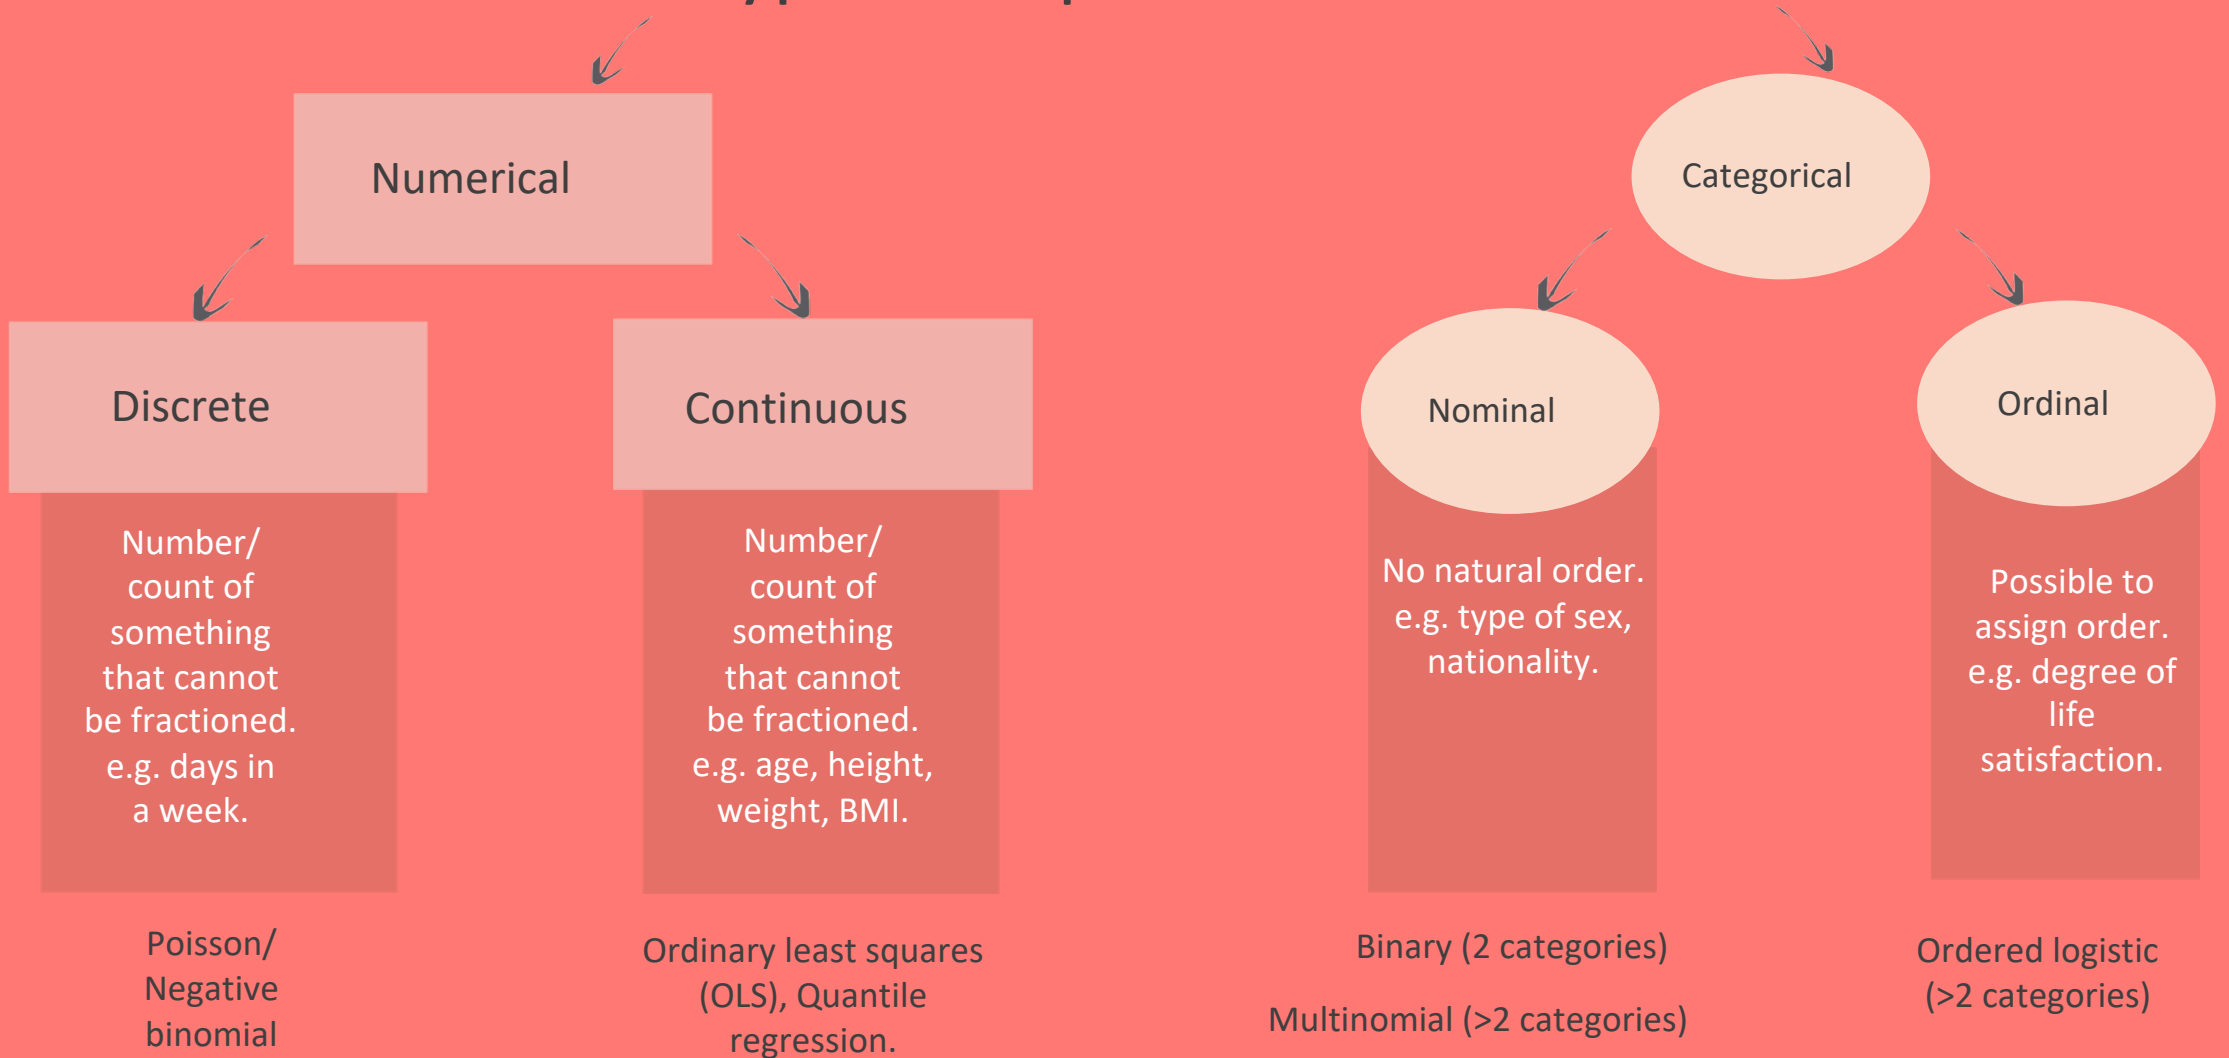 Numerical
Categorical
Discrete
Continuous
Nominal
Ordinal
Number/
count of
something
that cannot
be fractioned.
e.g. days in
a week.
Number/
count of
something
that cannot
be fractioned.
e.g. age, height,
weight, BMI.
No natural order.
e.g. type of sex,
nationality.
Possible to
assign order.
e.g. degree of
life
satisfaction.
Poisson/
Negative
binomial
Ordinary least squares
(OLS), Quantile
regression.
Binary (2 categories)
Multinomial (>2 categories)
Ordered logistic
(>2 categories)